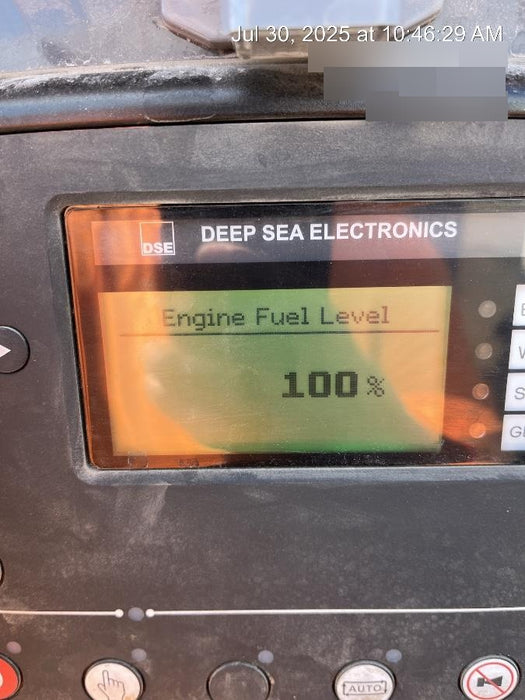 Jul 30, 2025 at 10:46:29 AM
DSE
DEEP SEA ELECTRONICS
Engine Fuel Level
100 %
AUTO